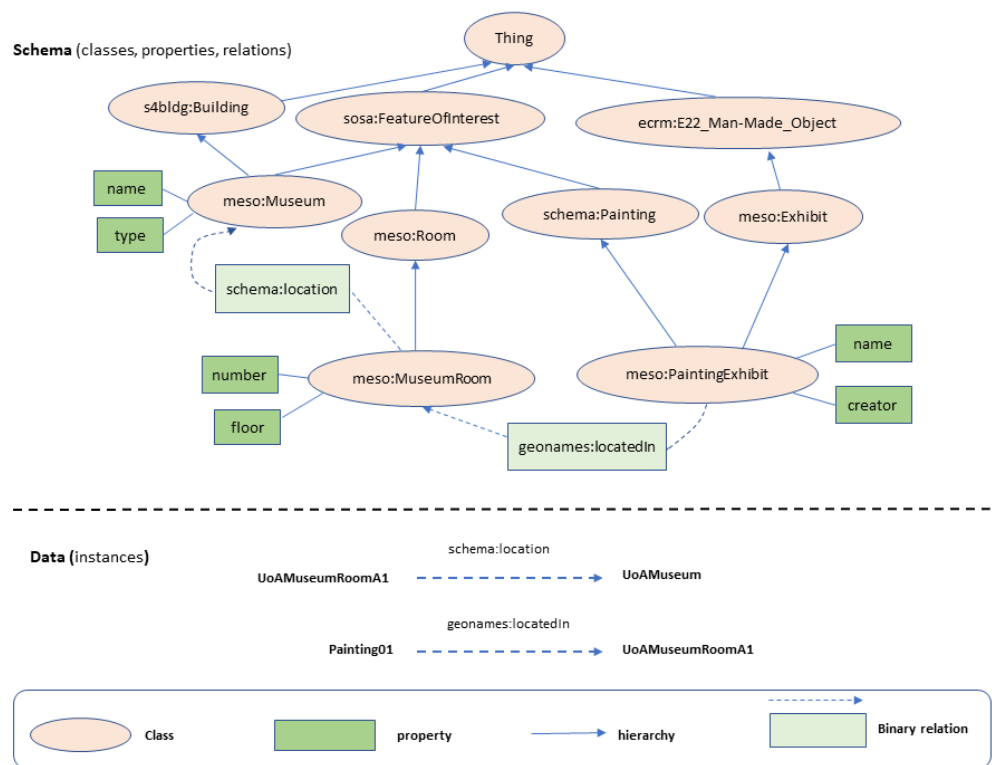 Thing
Schema (classes, properties, relations)
s4bldg:Building
sosa:FeatureOfInterest
ecrm:E22_Man-Made_Object
name
meso:Museum
schema:Painting
meso:Exhibit
type
meso:Room
schema:location
name
number
meso:MuseumRoom
meso:PaintingExhibit
creator
floor
geonames:locatedIn
Data (instances)
schema:location
UoAMuseumRoomA1
UoAMuseum
geonames:locatedIn
Painting01
UoAMuseumRoomA1
Class
property
hierarchy
Binary relation